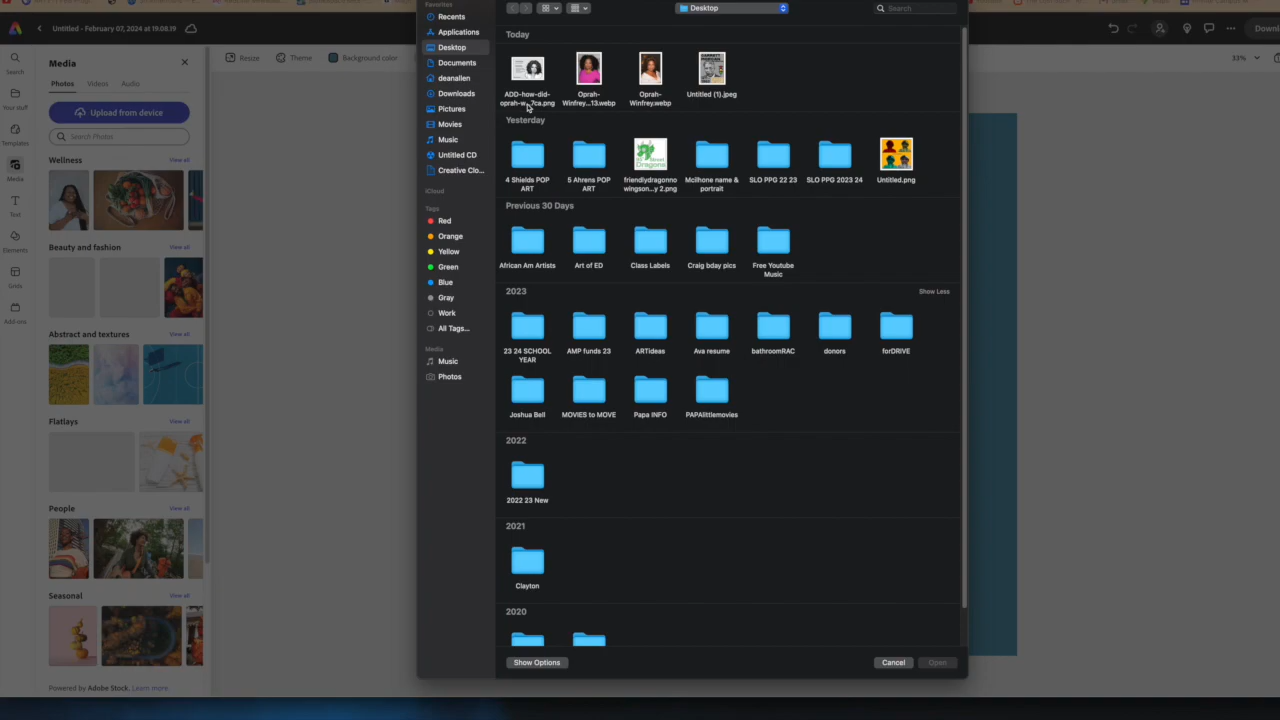 Favorites
Recents
Applications
Desktop
Documents
deanallen
Downloads
Pictures
Movies
Music
Untitled CD
Creative Clo...
iCloud
Tags
Red
Orange
Yellow
Green
Blue
Gray
Work
All Tags...
Media
Music
Photos
Desktop
Search
Today
ADD-how-did-
oprah-w...7ca.png
Oprah-
Winfrey...13.webp
Oprah-
Winfrey.webp
Untitled (1).jpeg
Yesterday
4 Shields POP
ART
5 Ahrens POP
ART
friendlydragonno
wingson...y 2.png
Mcilhone name &
portrait
SLO PPG 22 23
SLO PPG 2023 24
Untitled.png
Previous 30 Days
African Am Artists
Art of ED
Class Labels
Craig bday pics
Free Youtube
Music
2023
Show Less
23 24 SCHOOL
YEAR
AMP funds 23
ARTideas
Ava resume
bathroomRAC
donors
forDRIVE
Joshua Bell
MOVIES to MOVE
Papa INFO
PAPAlittlemovies
2022
2022 23 New
2021
Clayton
2020
Show Options
Cancel
Open
Untitled - February 07, 2024 at 19.08.19
Downl
Resize
Theme
Background color
33%
Search
Your stuff
Templates
Media
Text
Elements
Grids
Add-ons
Media
Photos
Videos
Audio
Upload from device
Search Photos
Wellness
View all
Beauty and fashion
View all
Abstract and textures
View all
Flatlays
View all
People
View all
Seasonal
View all
Powered by Adobe Stock. Learn more.